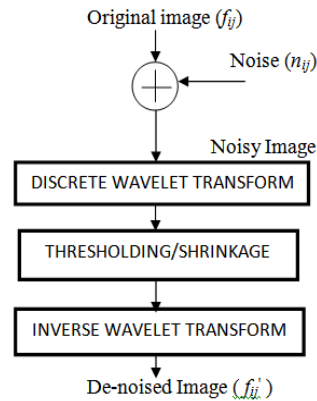 Original image (fij)
Noise (nij)
+
Noisy Image
DISCRETE WAVELET TRANSFORM
THRESHOLDING/SHRINKAGE
INVERSE WAVELET TRANSFORM
De-noised Image ( fij' )